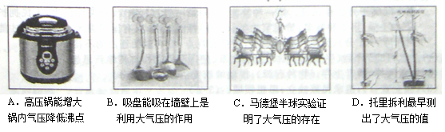 A．高压锅能增大
锅内气压降低沸点
B．吸盘能吸在墙壁上是
利用大气压的作用
C．马德堡半球实验证
明了大气压的存在
D．托里拆利最早测
出了大气压的值